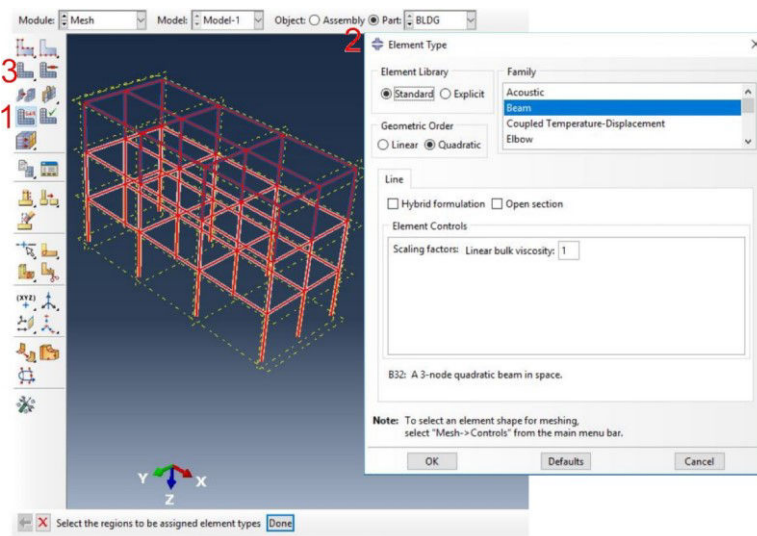 Module: Mesh Model: Model-1 Object: Assembly Part: BLDG
2
Element Type
3
1
Element Library
Standard Explicit
Geometric Order
Linear Quadratic
Family
Acoustic
Beam
Coupled Temperature-Displacement
Elbow
Line
Hybrid formulation Open section
Element Controls
Scaling factors: Linear bulk viscosity: 1
B32: A 3-node quadratic beam in space.
Note: To select an element shape for meshing,
select "Mesh->Controls" from the main menu bar.
OK Defaults Cancel
(XYZ)
Y X
Z
Select the regions to be assigned element types Done